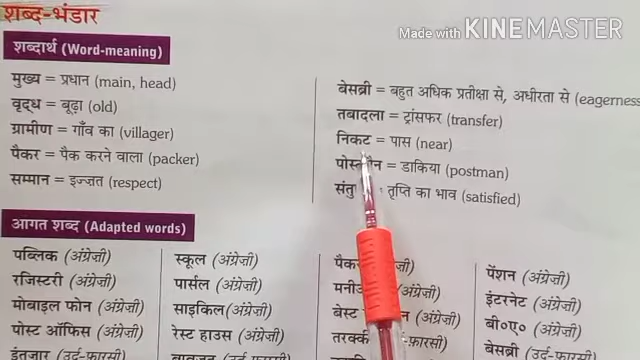 शब्द-भंडार
Made with KINEMASTER
शब्दार्थ (Word-meaning)
मुख्य = प्रधान (main, head)
वृद्ध = बूढ़ा (old)
ग्रामीण = गाँव का (villager)
पैकर = पैक करने वाला (packer)
सम्मान = इज़्ज़त (respect)
बेसब्री = बहुत अधिक प्रतीक्षा से, अधीरता से (eagerness
तबादला = ट्रांसफर (transfer)
निकट = पास (near)
= डाकिया (postman)
तृप्ति का भाव (satisfied)
आगत शब्द (Adapted words)
पब्लिक (अंग्रेज़ी)
रजिस्टरी (अंग्रेज़ी)
मोबाइल फोन (अंग्रेज़ी)
पोस्ट ऑफिस (अंग्रेज़ी)
इंतज़ार (उर्दू-फ़ारसी)
स्कूल (अंग्रेज़ी)
पार्सल (अंग्रेज़ी)
साइकिल (अंग्रेज़ी)
रेस्ट हाउस (अंग्रेज़ी)
पेंशन (अंग्रेज़ी)
इंटरनेट (अंग्रेज़ी)
बी०ए० (अंग्रेज़ी)
बेसब्री (उर्दू-फ़ारसी)